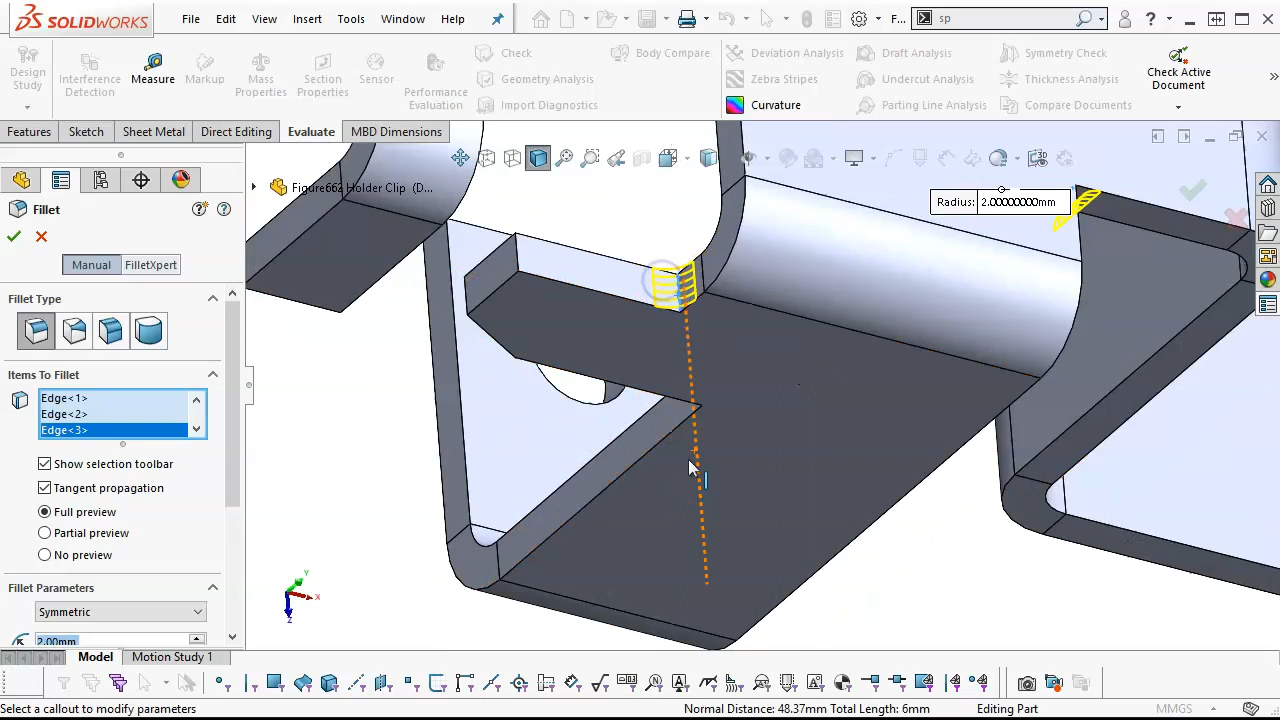 SOLIDWORKS
File
Edit
View
Insert
Tools
Window
Help
F...
sp
Design Study
Interference Detection
Measure
Markup
Mass Properties
Section Properties
Sensor
Performance Evaluation
Check
Geometry Analysis
Import Diagnostics
Body Compare
Deviation Analysis
Zebra Stripes
Curvature
Draft Analysis
Undercut Analysis
Parting Line Analysis
Symmetry Check
Thickness Analysis
Compare Documents
Check Active Document
Features
Sketch
Sheet Metal
Direct Editing
Evaluate
MBD Dimensions
Figure662 Holder Clip (D...
Radius: 2.00000000mm
Fillet
Manual
FilletXpert
Fillet Type
Items To Fillet
Edge<1>
Edge<2>
Edge<3>
Show selection toolbar
Tangent propagation
Full preview
Partial preview
No preview
Fillet Parameters
Symmetric
2.00mm
Y
X
Z
Model
Motion Study 1
Select a callout to modify parameters
Normal Distance: 48.37mm Total Length: 6mm
Editing Part
MMGS